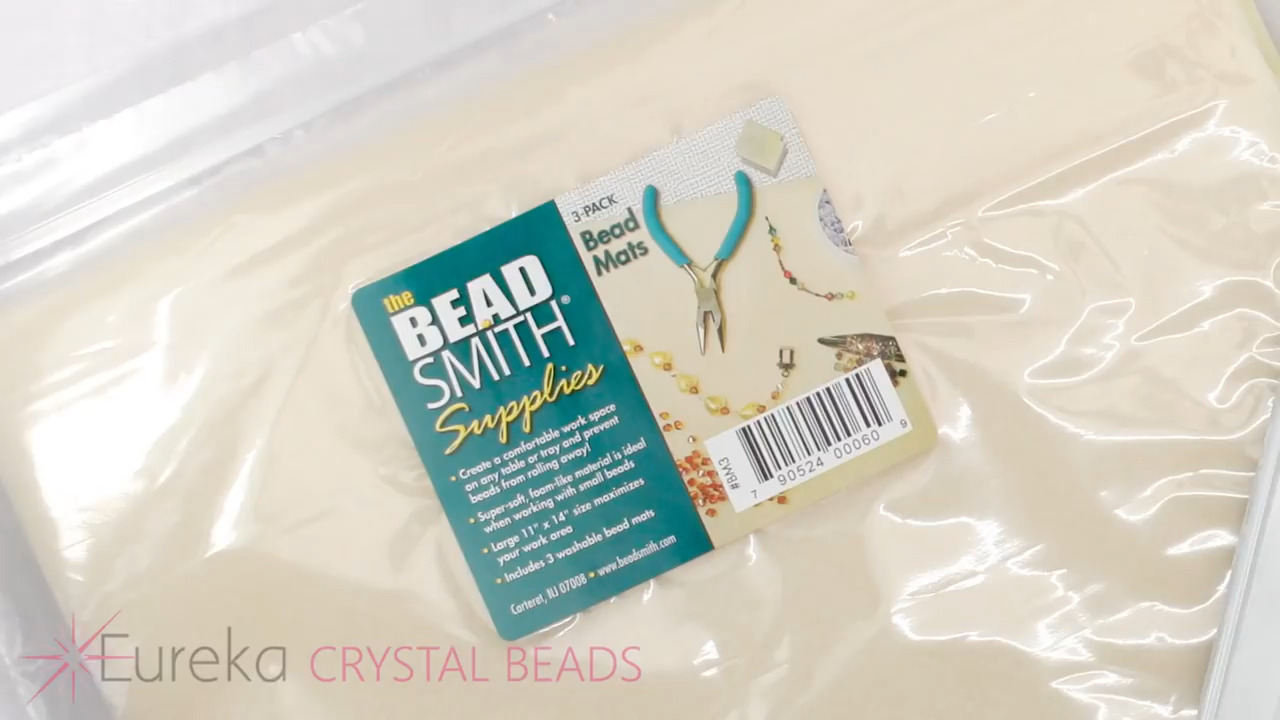 the
BEAD
SMITH®
Supplies
• Create a comfortable work space
on any table or tray and prevent
beads from rolling away!
• Super-soft, foam-like material is ideal
when working with small beads
• Large 11" x 14" size maximizes
your work area
• Includes 3 washable bead mats
Carteret, NJ 07008 • www.beadsmith.com
3-PACK
Bead
Mats
#BM3
7 90524 00060 9
Eureka CRYSTAL BEADS